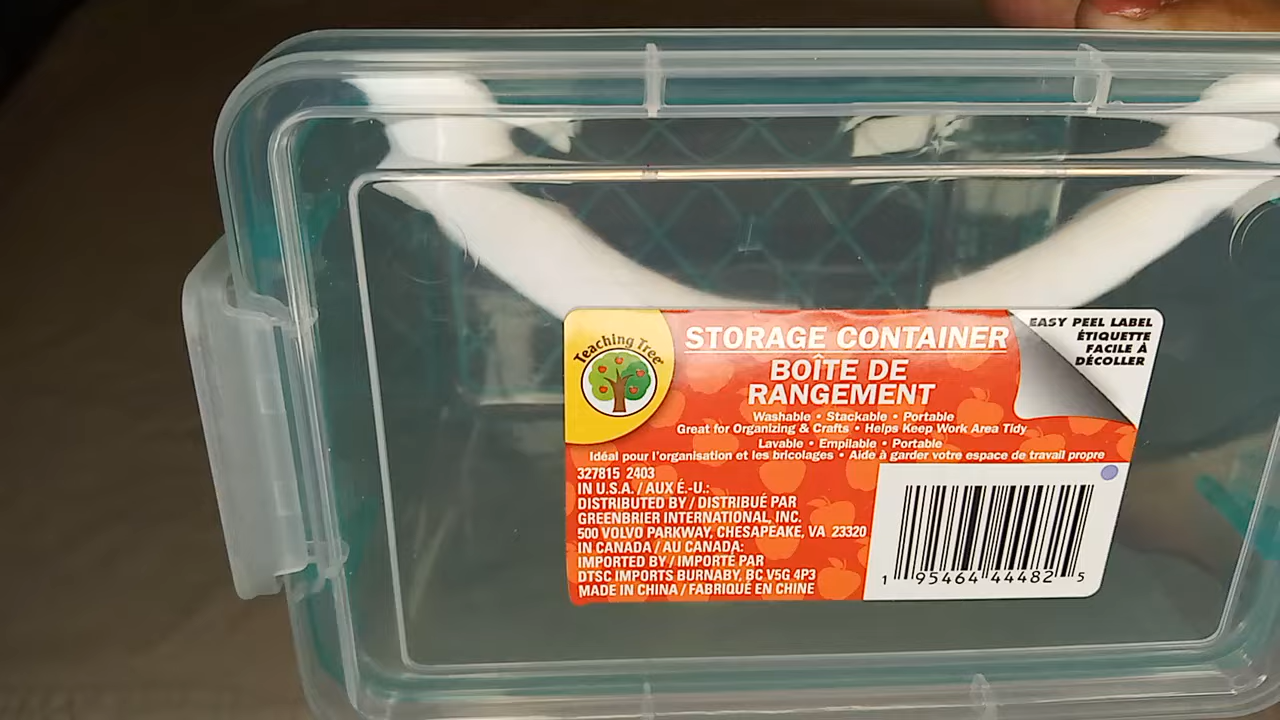 Teaching Tree
STORAGE CONTAINER
BOÎTE DE
RANGEMENT
Washable • Stackable • Portable
Great for Organizing & Crafts • Helps Keep Work Area Tidy
Lavable • Empilable • Portable
Idéal pour l'organisation et les bricolages • Aide à garder votre espace de travail propre
EASY PEEL LABEL
ÉTIQUETTE
FACILE À
DÉCOLLER
327815 2403
IN U.S.A. / AUX É.-U.:
DISTRIBUTED BY / DISTRIBUÉ PAR
GREENBRIER INTERNATIONAL, INC.
500 VOLVO PARKWAY, CHESAPEAKE, VA 23320
IN CANADA / AU CANADA:
IMPORTED BY / IMPORTÉ PAR
DTSC IMPORTS BURNABY, BC V5G 4P3
MADE IN CHINA / FABRIQUÉ EN CHINE
1 95464 44482 5